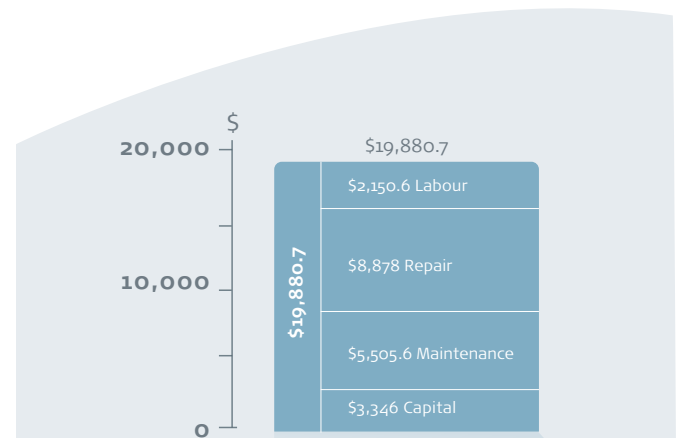 $
20,000
10,000
0
$19,880.7
$19,880.7
$2,150.6 Labour
$8,878 Repair
$5,505.6 Maintenance
$3,346 Capital